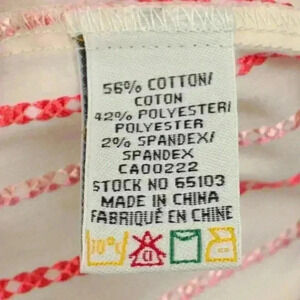 56% COTTON/
COTON
42% POLYESTER/
POLYESTER
2% SPANDEX/
SPANDEX
CA00222
STOCK NO 65103
MADE IN CHINA
FABRIQUÉ EN CHINE